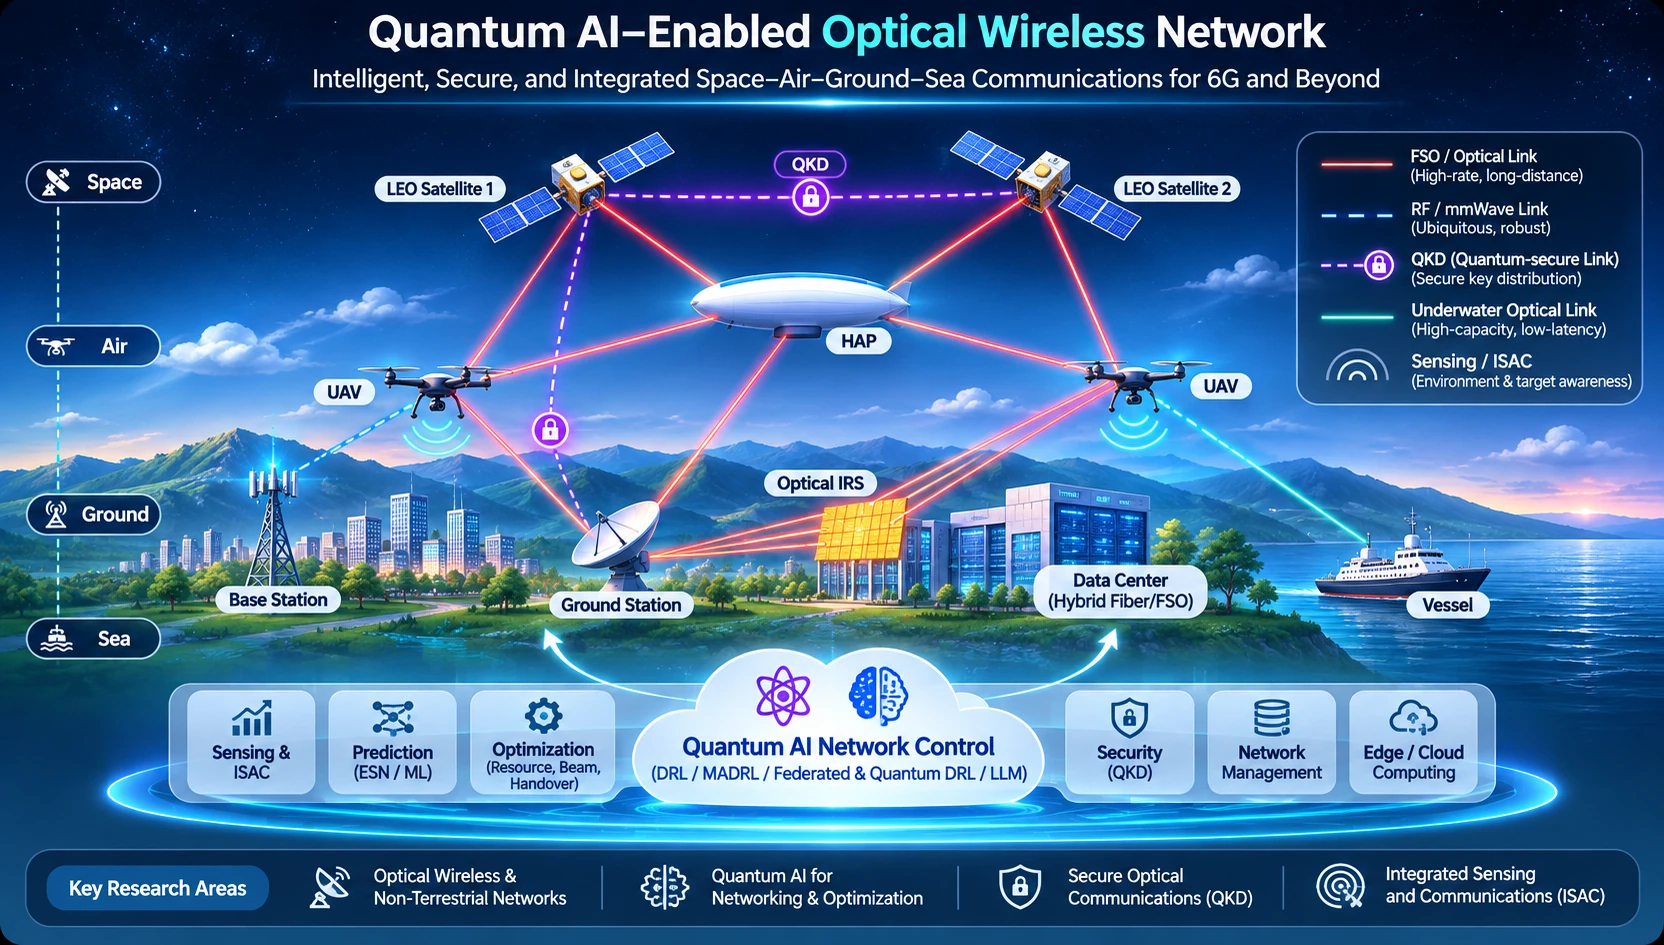 Quantum AI–Enabled Optical Wireless Network
Intelligent, Secure, and Integrated Space–Air–Ground–Sea Communications for 6G and Beyond
Space
Air
Ground
Sea
LEO Satellite 1
QKD
LEO Satellite 2
FSO / Optical Link
(High-rate, long-distance)
RF / mmWave Link
(Ubiquitous, robust)
QKD (Quantum-secure Link)
(Secure key distribution)
Underwater Optical Link
(High-capacity, low-latency)
Sensing / ISAC
(Environment & target awareness)
HAP
UAV
UAV
Optical IRS
Base Station
Ground Station
Data Center
(Hybrid Fiber/FSO)
Vessel
Sensing &
ISAC
Prediction
(ESN / ML)
Optimization
(Resource, Beam,
Handover)
Quantum AI Network Control
(DRL / MADRL / Federated & Quantum DRL / LLM)
Security
(QKD)
Network
Management
Edge / Cloud
Computing
Key Research Areas
Optical Wireless &
Non-Terrestrial Networks
Quantum AI for
Networking & Optimization
Secure Optical
Communications (QKD)
Integrated Sensing
and Communications (ISAC)